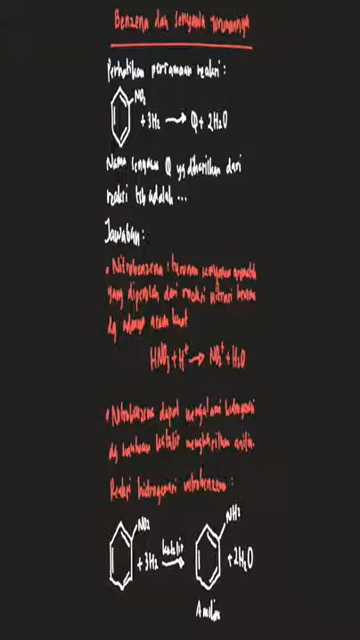 Benzena dan Senyawa Turunannya
Perhatikan persamaan reaksi:
NO₂
+ 3H₂ → Q + 2H₂O
Nama senyawa Q yg dihasilkan dari
reaksi tsb adalah ...
Jawaban:
• Nitrobenzena : turunan senyawa aromatik
yang diperoleh dari reaksi nitrasi benzena
dg adanya asam kuat
HNO₃ + H⁺ → NO₂⁺ + H₂O
• Nitrobenzena dapat mengalami hidrogenasi
dg bantuan katalis menghasilkan anilin.
Reaksi hidrogenasi nitrobenzena :
NO₂ NH₂
+ 3H₂ katalis → + 2H₂O
Anilin